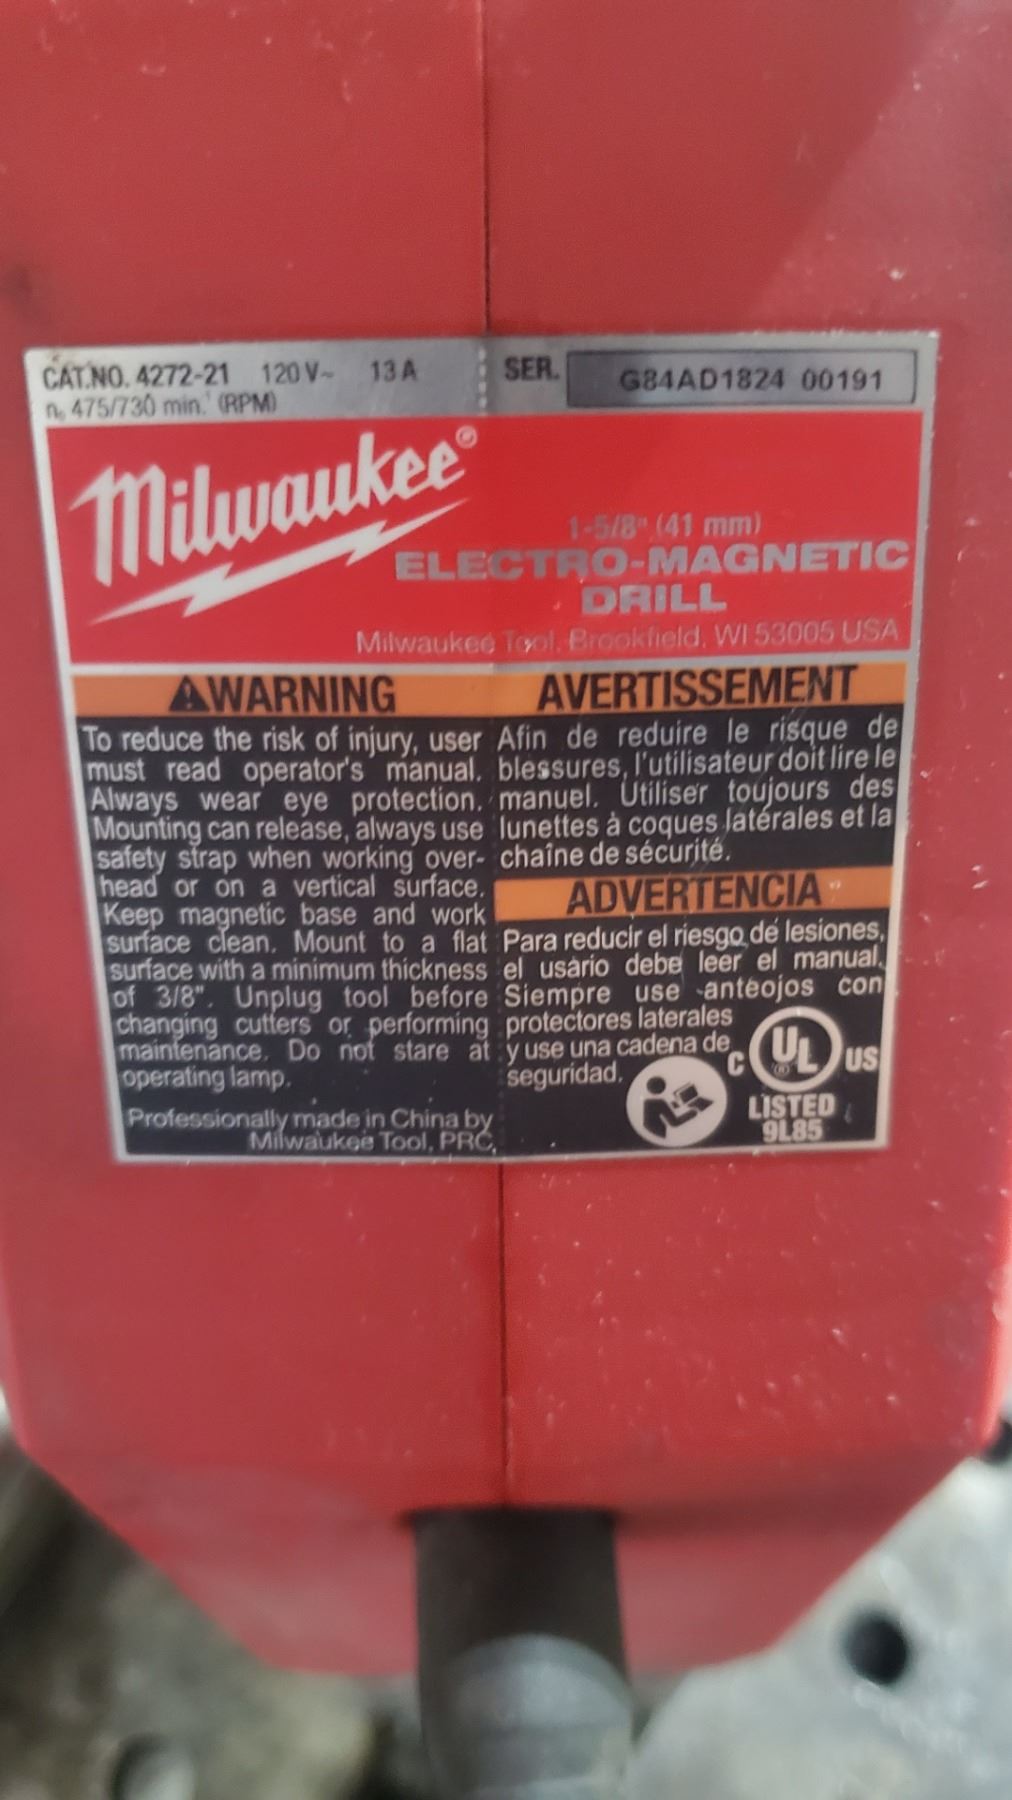 CAT.NO. 4272-21 120 V~ 13 A
n₀ 475/730 min.⁻¹ (RPM)
SER. G84AD1824 00191
Milwaukee®
1-5/8" (41 mm)
ELECTRO-MAGNETIC
DRILL
Milwaukee Tool, Brookfield, WI 53005 USA
⚠WARNING
To reduce the risk of injury, user
must read operator's manual.
Always wear eye protection.
Mounting can release, always use
safety strap when working over-
head or on a vertical surface.
Keep magnetic base and work
surface clean. Mount to a flat
surface with a minimum thickness
of 3/8". Unplug tool before
changing cutters or performing
maintenance. Do not stare at
operating lamp.
Professionally made in China by
Milwaukee Tool, PRC.
AVERTISSEMENT
Afin de reduire le risque de
blessures, l'utilisateur doit lire le
manuel. Utiliser toujours des
lunettes à coques latérales et la
chaîne de sécurité.
ADVERTENCIA
Para reducir el riesgo de lesiones,
el usario debe leer el manual.
Siempre use anteojos con
protectores laterales
y use una cadena de
seguridad.
C UL® US
LISTED
9L85